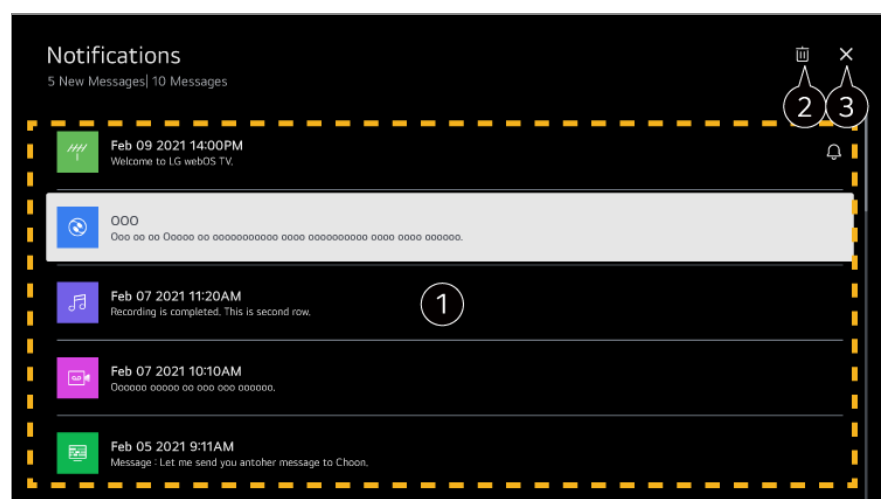 Notifications
5 New Messages| 10 Messages
2 3
Feb 09 2021 14:00PM
Welcome to LG webOS TV.
OOO
Ooo oo oo Ooooo oo ooooooooooo oooo oooooooooo oooo oooo oooooo.
Feb 07 2021 11:20AM
Recording is completed. This is second row.
1
Feb 07 2021 10:10AM
Oooooo ooooo oo ooo ooo oooooo.
Feb 05 2021 9:11AM
Message : Let me send you antoher message to Choon.